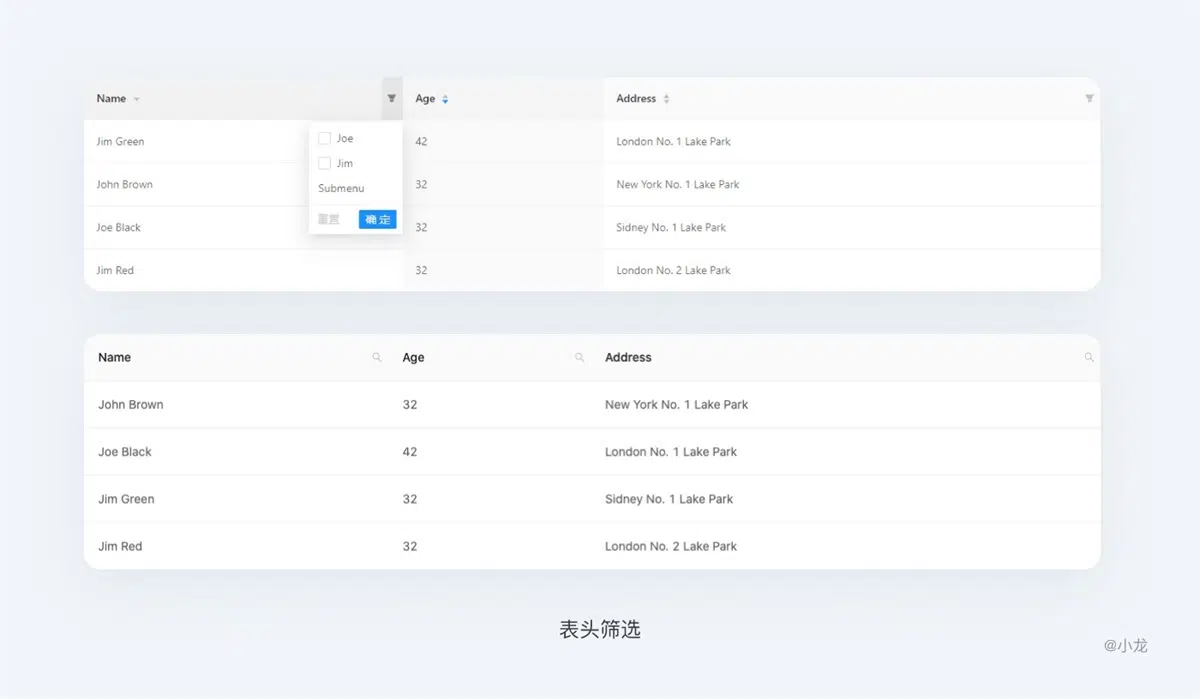 Name Age Address
Jim Green 42 London No. 1 Lake Park
Joe
Jim
John Brown 32 New York No. 1 Lake Park
Submenu
重置 确定
Joe Black 32 Sidney No. 1 Lake Park
Jim Red 32 London No. 2 Lake Park
Name Age Address
John Brown 32 New York No. 1 Lake Park
Joe Black 42 London No. 1 Lake Park
Jim Green 32 Sidney No. 1 Lake Park
Jim Red 32 London No. 2 Lake Park
表头筛选
@小龙